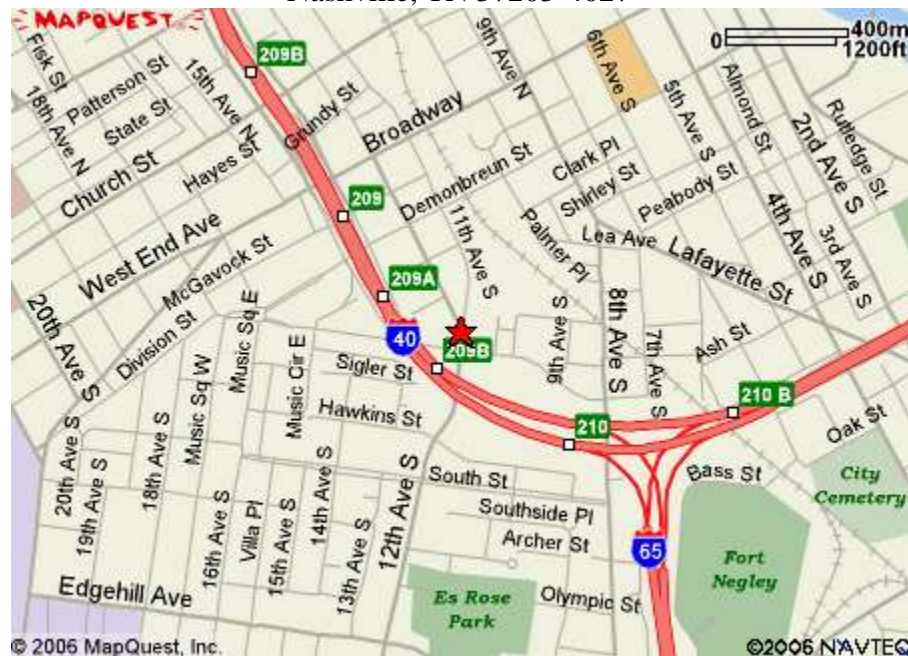 MAPQUEST
400m
0
1200ft
Fisk St
18th Ave N
Patterson St
State St
Church St
15th Ave N
Hayes St
209B
Grundy St
Broadway
9th Ave N
6th Ave S
5th Ave S
Almond St
2nd Ave S
Rutledge St
West End Ave
209
Demonbreun St
11th Ave S
Clark Pl
Shirley St
Peabody St
4th Ave S
3rd Ave S
Palmer Pl
Lea Ave
Lafayette St
McGavock St
20th Ave S
Division St
209A
40
209B
Music Sq E
Music Sq W
Music Cir E
Sigler St
Hawkins St
9th Ave S
8th Ave S
7th Ave S
Ash St
210 B
210
Oak St
Bass St
City
Cemetery
20th Ave S
19th Ave S
18th Ave S
16th Ave S
Villa Pl
15th Ave S
14th Ave S
13th Ave S
12th Ave S
South St
Southside Pl
Archer St
65
Fort
Negley
Edgehill Ave
Es Rose
Park
Olympic St
© 2006 MapQuest, Inc.
©2006 NAVTEQ